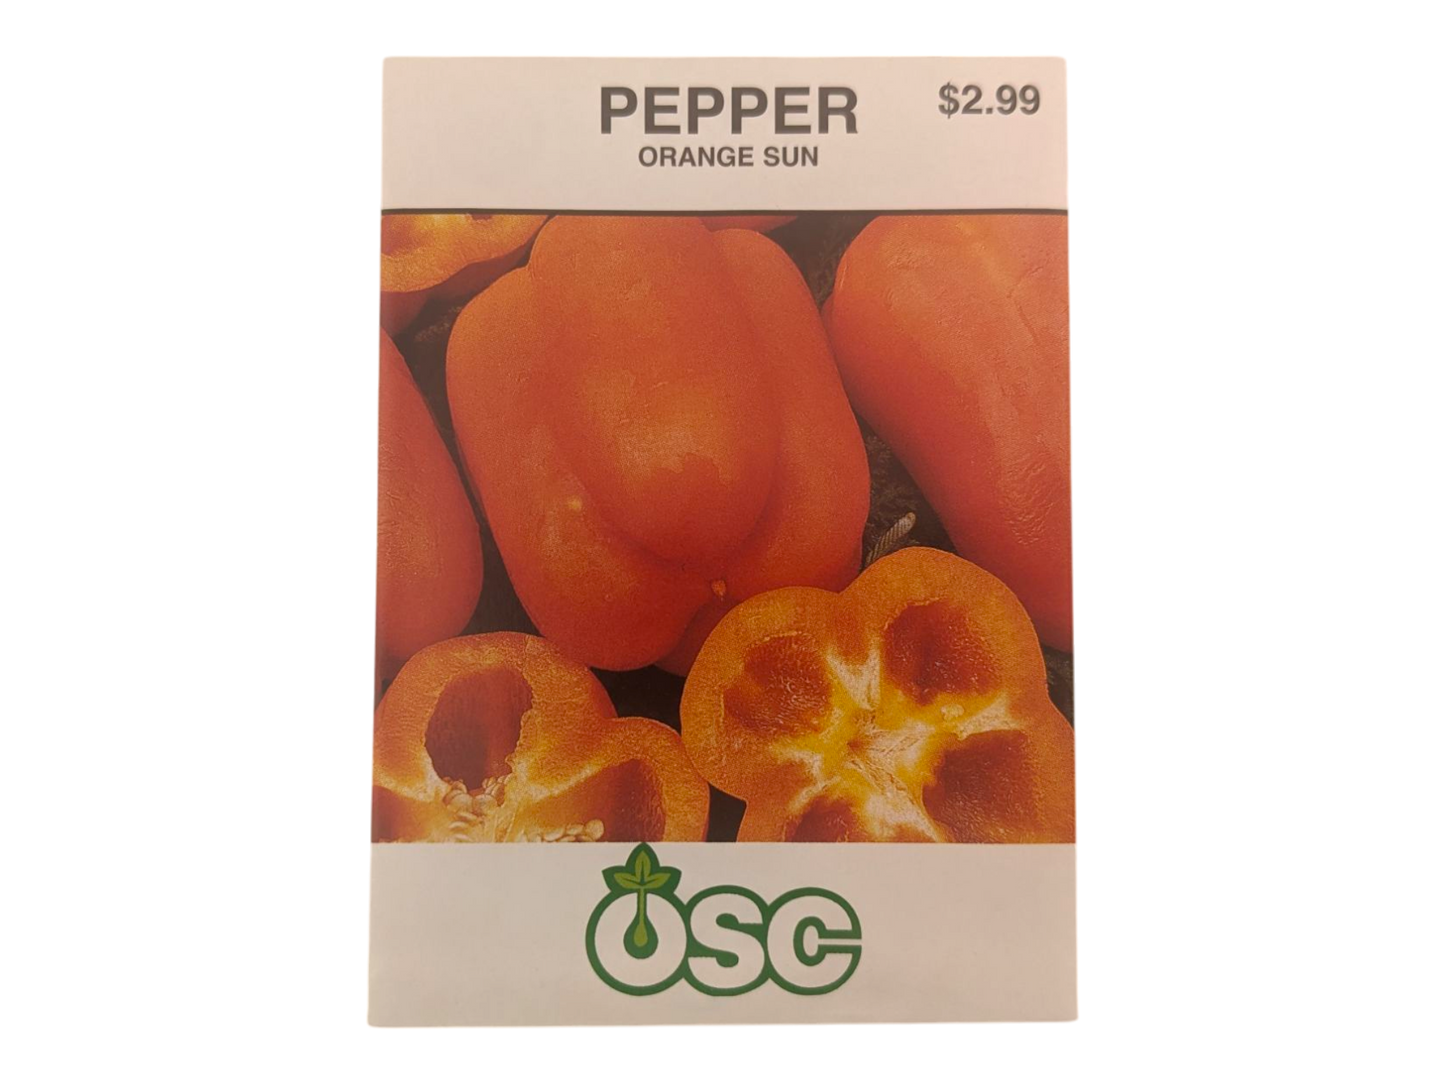 PEPPER
$2.99
ORANGE SUN
OSC